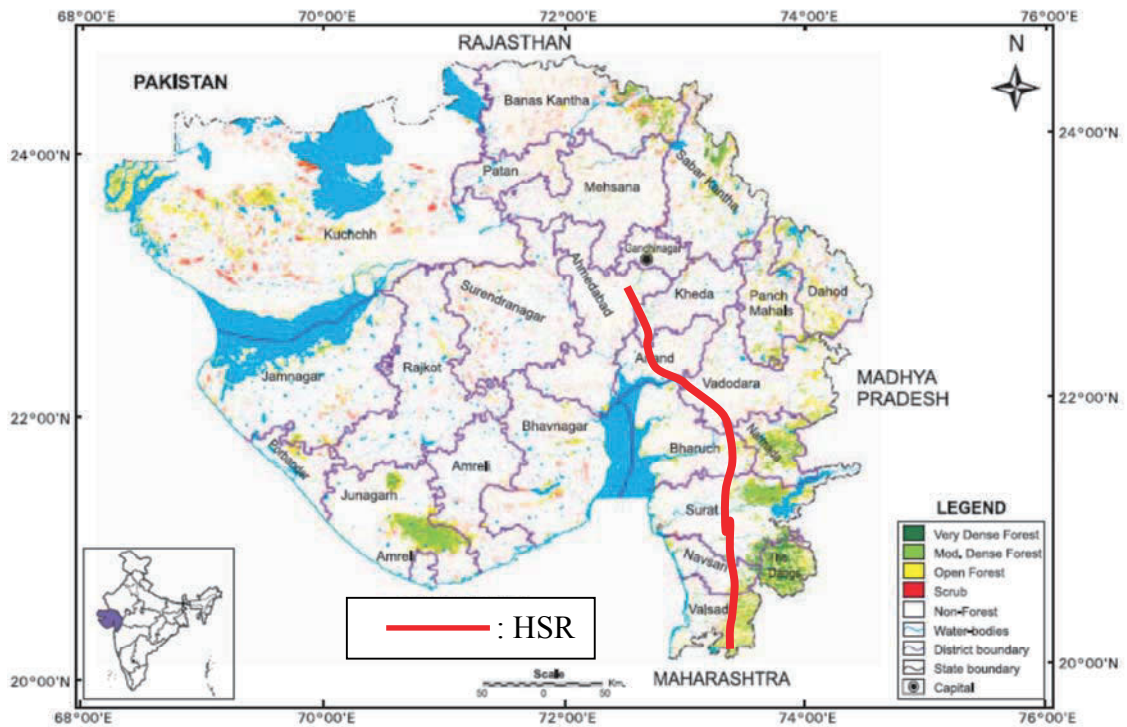 68°00'E 70°00'E 72°00'E 74°00'E 76°00'E
RAJASTHAN
N
PAKISTAN
Banas Kantha
24°00'N 24°00'N
Patan
Mehsana
Sabar Kantha
Kuchchh
Gandhinagar
Ahmedabad
Surendranagar
Kheda
Panch
Mahals
Dahod
Jamnagar
Rajkot
Anand
Vadodara
MADHYA
PRADESH
22°00'N 22°00'N
Bhavnagar
Porbandar
Amreli
Bharuch
Narmada
Junagarh
Surat
Amreli
Navsari
The
Dangs
Valsad
LEGEND
Very Dense Forest
Mod. Dense Forest
Open Forest
Scrub
Non-Forest
Water-bodies
District boundary
State boundary
Capital
: HSR
MAHARASHTRA
Scale
50 0 50 Km.
20°00'N 20°00'N
68°00'E 70°00'E 72°00'E 74°00'E 76°00'E